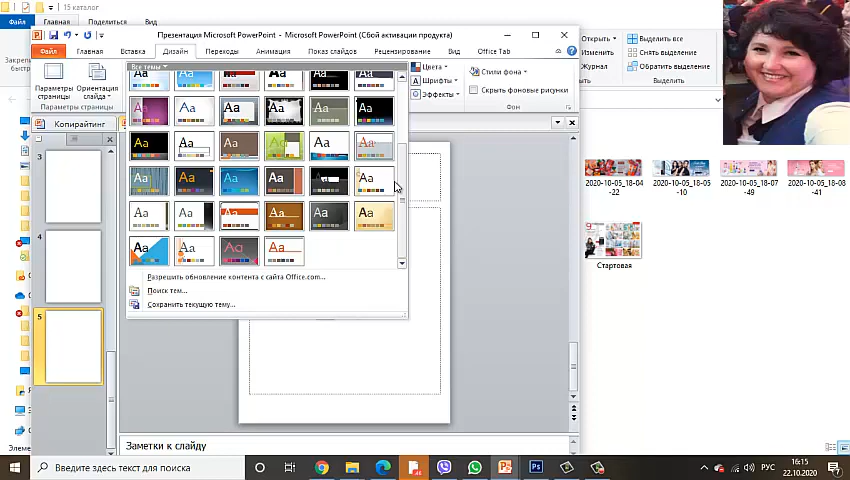 15 каталог
Файл
Главная
Поделиться
Вид
Презентация Microsoft PowerPoint - Microsoft PowerPoint (Сбой активации продукта)
Файл
Главная
Вставка
Дизайн
Переходы
Анимация
Показ слайдов
Рецензирование
Вид
Office Tab
Открыть
Изменить
Журнал
Выделить все
Снять выделение
Обратить выделение
Выделить
Параметры страницы
Ориентация слайда
Параметры страницы
Все темы
Цвета
Шрифты
Эффекты
Стили фона
Скрыть фоновые рисунки
Фон
Копирайтинг
3
4
5
Разрешить обновление контента с сайта Office.com...
Поиск тем...
Сохранить текущую тему...
2020-10-05_18-04-22
2020-10-05_18-05-10
2020-10-05_18-07-49
2020-10-05_18-08-41
Стартовая
Заметки к слайду
Введите здесь текст для поиска
РУС
16:15
22.10.2020